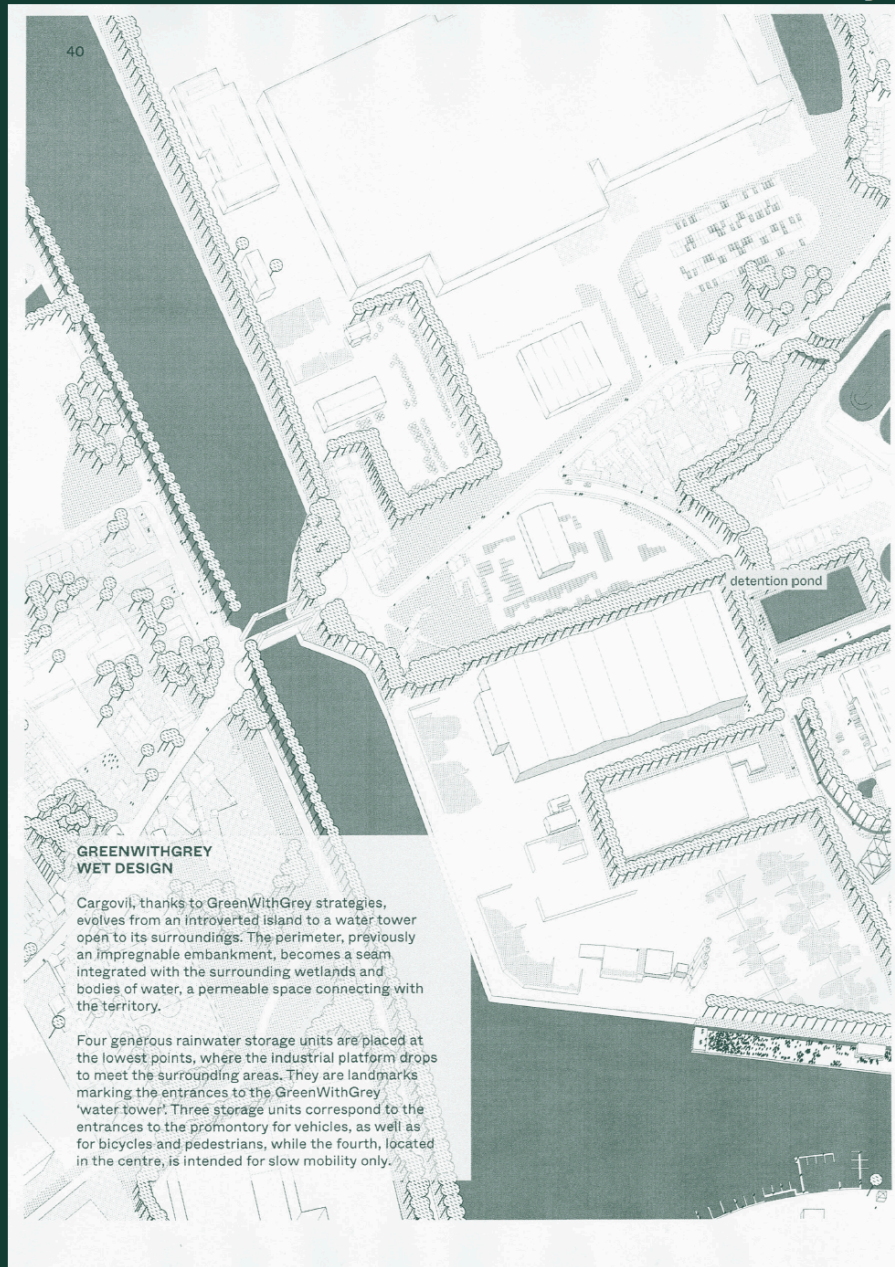 40
detention pond
GREENWITHGREY
WET DESIGN
Cargovil, thanks to GreenWithGrey strategies,
evolves from an introverted island to a water tower
open to its surroundings. The perimeter, previously
an impregnable embankment, becomes a seam
integrated with the surrounding wetlands and
bodies of water, a permeable space connecting with
the territory.
Four generous rainwater storage units are placed at
the lowest points, where the industrial platform drops
to meet the surrounding areas. They are landmarks
marking the entrances to the GreenWithGrey
‘water tower’. Three storage units correspond to the
entrances to the promontory for vehicles, as well as
for bicycles and pedestrians, while the fourth, located
in the centre, is intended for slow mobility only.